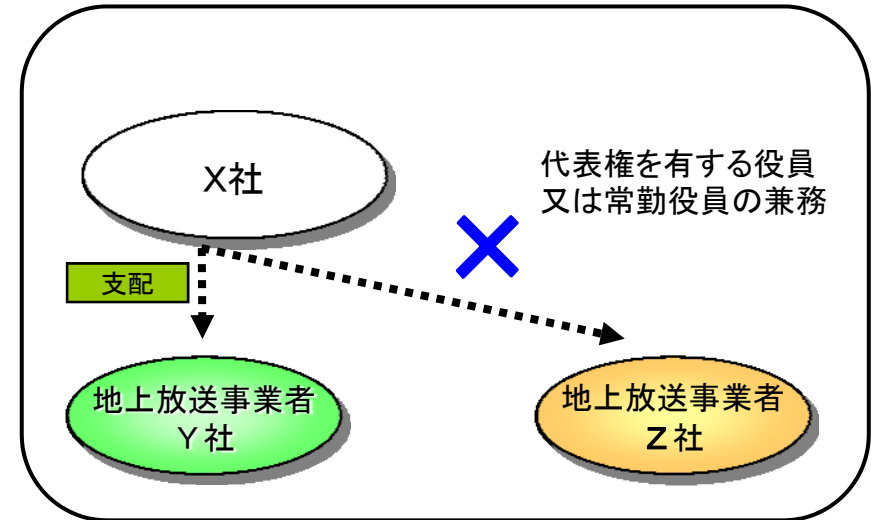 X社
代表権を有する役員
又は常勤役員の兼務
支配
地上放送事業者
Y社
地上放送事業者
Z社